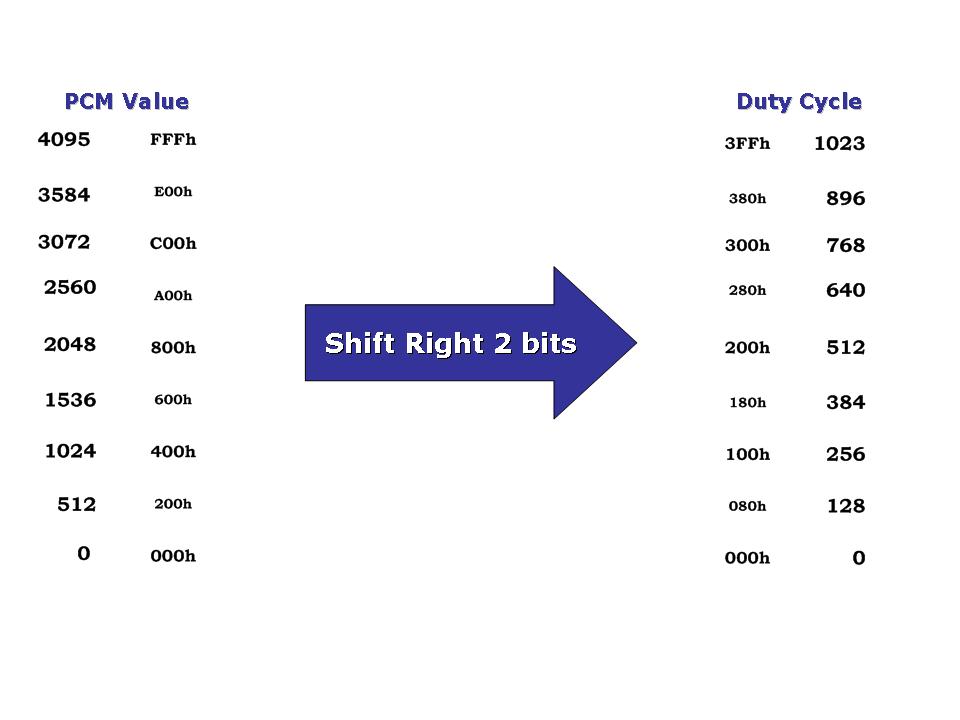 PCM Value Duty Cycle
4095 FFFh 3FFh 1023
3584 E00h 380h 896
3072 C00h 300h 768
2560 A00h 280h 640
2048 800h Shift Right 2 bits 200h 512
1536 600h 180h 384
1024 400h 100h 256
512 200h 080h 128
0 000h 000h 0